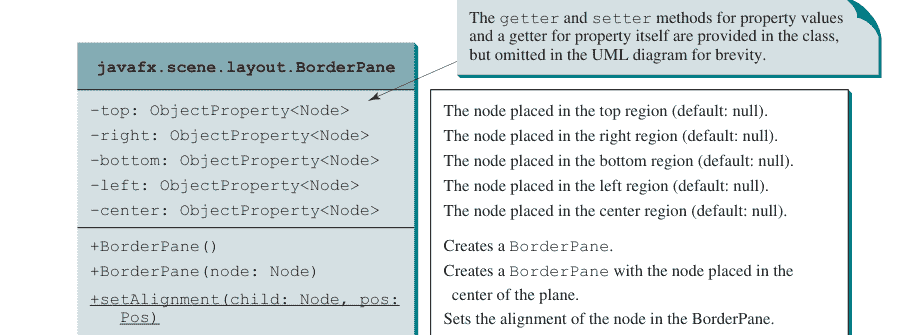 The getter and setter methods for property values
and a getter for property itself are provided in the class,
but omitted in the UML diagram for brevity.
javafx.scene.layout.BorderPane
-top: ObjectProperty<Node>
The node placed in the top region (default: null).
-right: ObjectProperty<Node>
The node placed in the right region (default: null).
-bottom: ObjectProperty<Node>
The node placed in the bottom region (default: null).
-left: ObjectProperty<Node>
The node placed in the left region (default: null).
-center: ObjectProperty<Node>
The node placed in the center region (default: null).
+BorderPane()
Creates a BorderPane.
+BorderPane(node: Node)
Creates a BorderPane with the node placed in the
center of the plane.
+setAlignment(child: Node, pos:
Pos)
Sets the alignment of the node in the BorderPane.